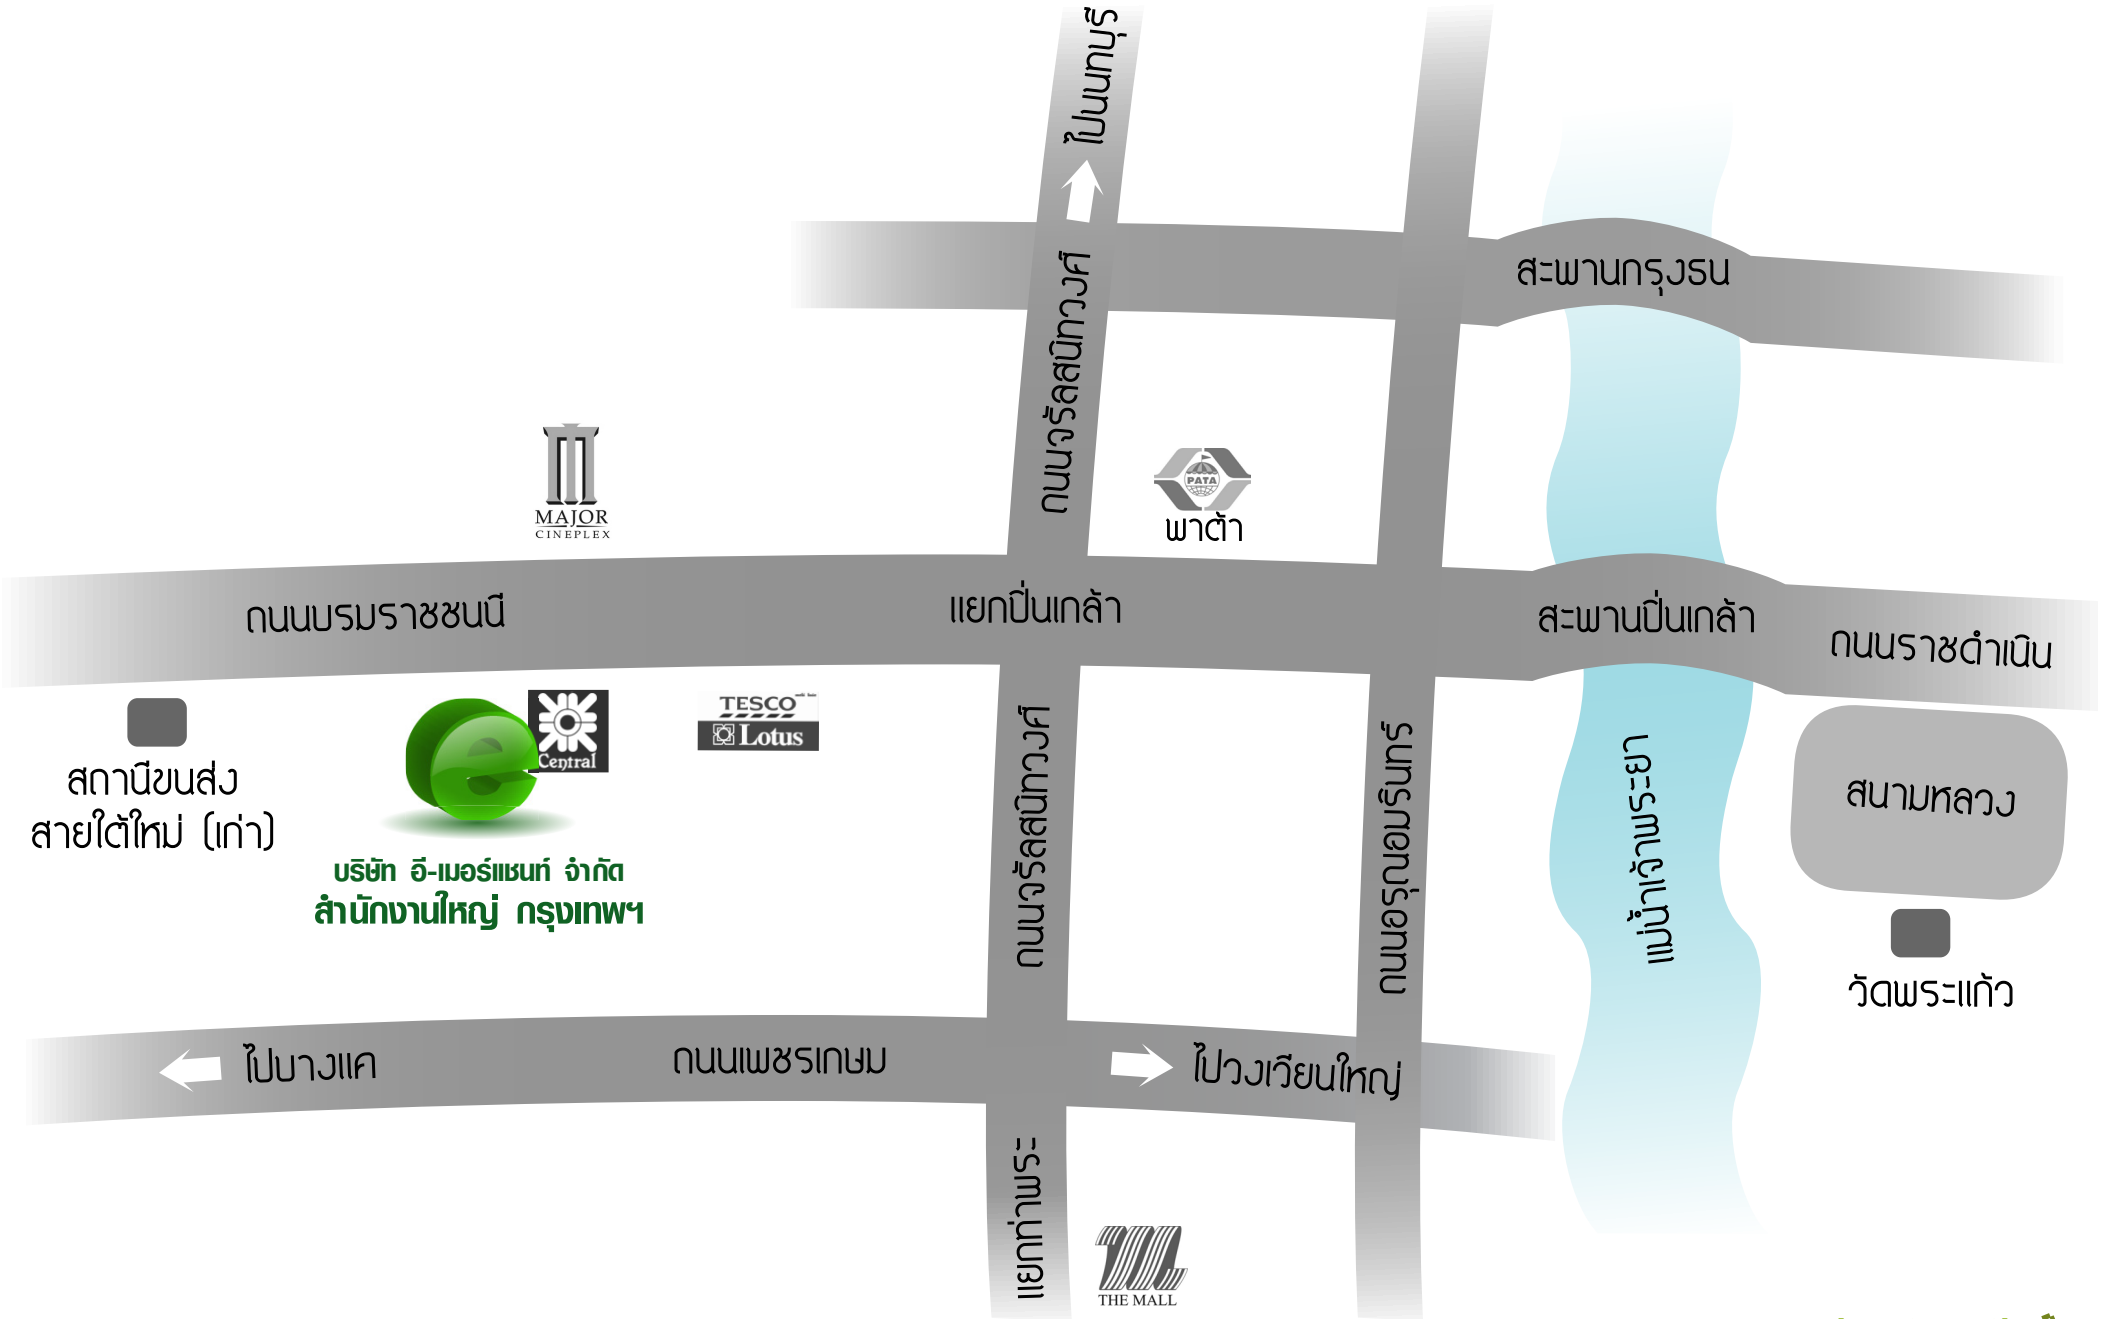 ไปนนทบุรี
สะพานกรุงธน
ถนนจรัลสนิทวงศ์
MAJOR
CINEPLEX
PATA
พาต้า
ถนนบรมราชชนนี
แยกปิ่นเกล้า
สะพานปิ่นเกล้า
ถนนราชดำเนิน
สถานีขนส่ง
สายใต้ใหม่ (เก่า)
e
Central
TESCO
Lotus
บริษัท อี-เมอร์แชนท์ จำกัด
สำนักงานใหญ่ กรุงเทพฯ
ถนนจรัลสนิทวงศ์
ถนนอรุณอมรินทร์
แม่น้ำเจ้าพระยา
สนามหลวง
วัดพระแก้ว
ไปบางแค
ถนนเพชรเกษม
ไปวงเวียนใหญ่
แยกท่าพระ
THE MALL